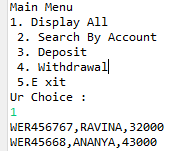 Main Menu
1. Display All
2. Search By Account
3. Deposit
4. Withdrawal
5.E xit
Ur Choice :
1
WER456767,RAVINA,32000
WER45668,ANANYA,43000